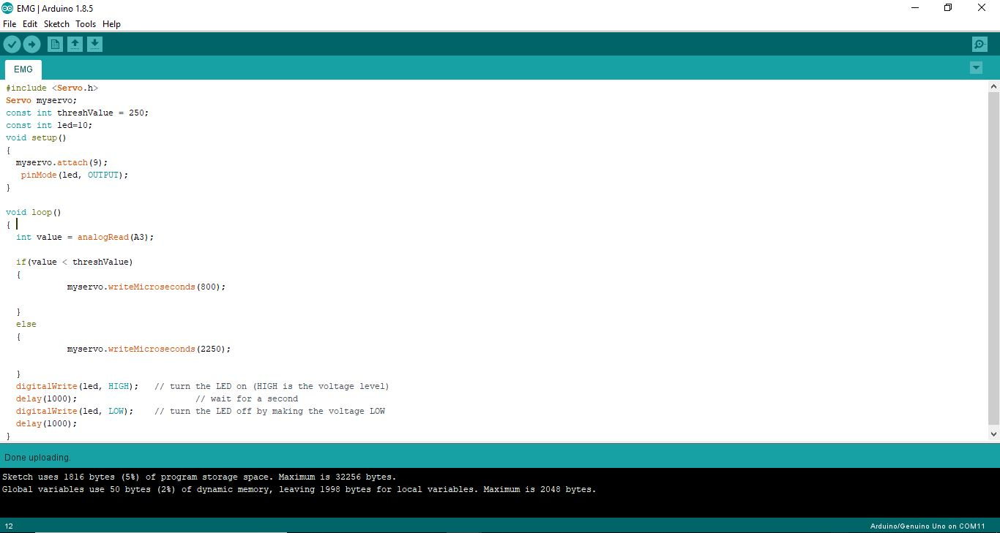 EMG | Arduino 1.8.5
File Edit Sketch Tools Help
EMG
#include <Servo.h>
Servo myservo;
const int threshValue = 250;
const int led=10;
void setup()
{
  myservo.attach(9);
   pinMode(led, OUTPUT);
}

void loop()
{
  int value = analogRead(A3);

  if(value < threshValue)
  {
            myservo.writeMicroseconds(800);

  }
  else
  {
            myservo.writeMicroseconds(2250);

  }
  digitalWrite(led, HIGH);   // turn the LED on (HIGH is the voltage level)
  delay(1000);                       // wait for a second
  digitalWrite(led, LOW);    // turn the LED off by making the voltage LOW
  delay(1000);
}
Done uploading.
Sketch uses 1816 bytes (5%) of program storage space. Maximum is 32256 bytes.
Global variables use 50 bytes (2%) of dynamic memory, leaving 1998 bytes for local variables. Maximum is 2048 bytes.
12 Arduino/Genuino Uno on COM11